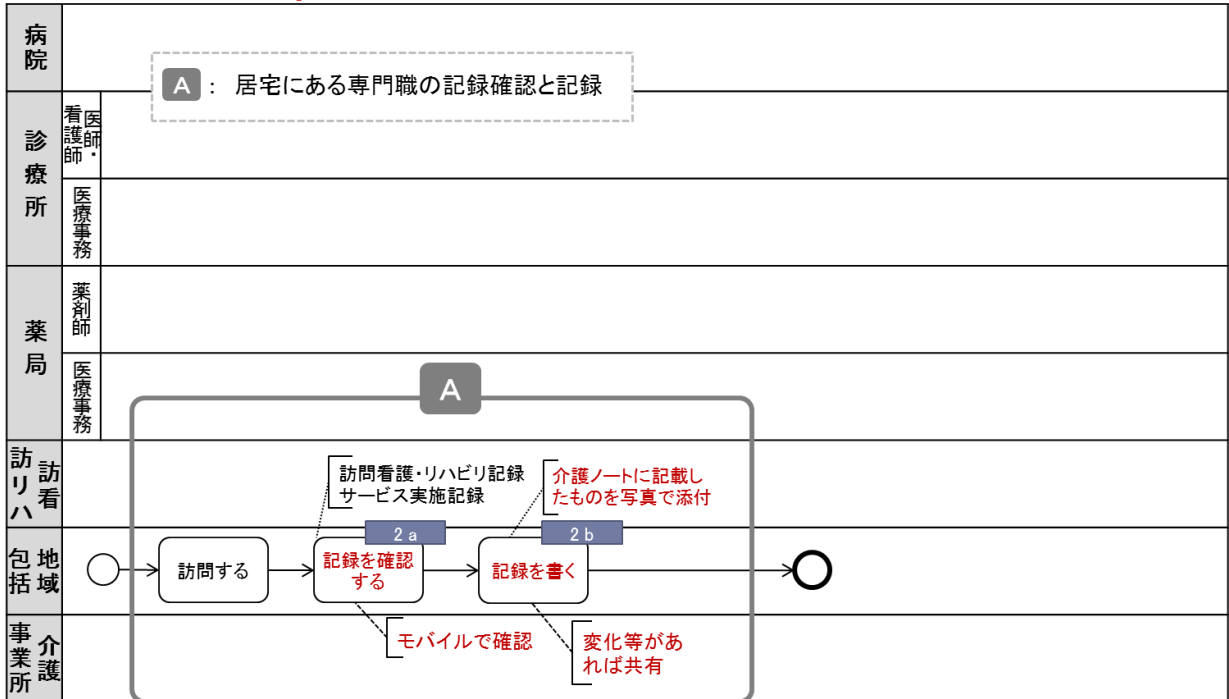 病院
A : 居宅にある専門職の記録確認と記録
診療所
医師・看護師
医療事務
薬局
薬剤師
医療事務
A
訪看
訪リハ
訪問看護・リハビリ記録
サービス実施記録
介護ノートに記載し
たものを写真で添付
2a
2b
地域
包括
訪問する
記録を確認
する
記録を書く
介護
事業所
モバイルで確認
変化等があ
れば共有